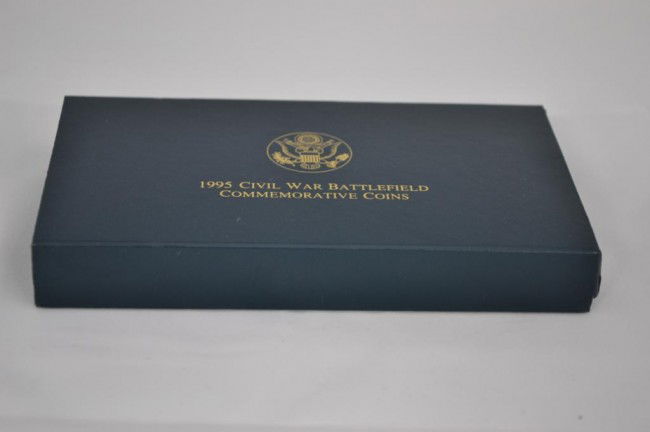 1995 Civil War Battlefield
Commemorative Coins